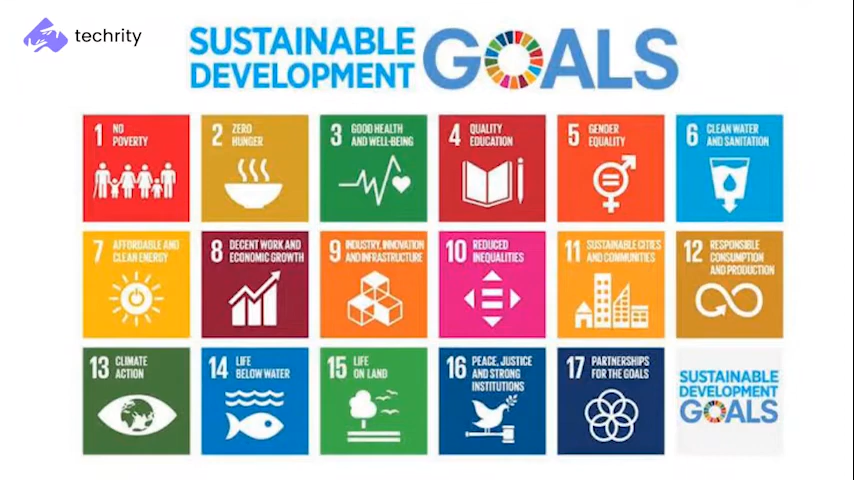 techrity
SUSTAINABLE
DEVELOPMENT
GOALS
1 NO
POVERTY
2 ZERO
HUNGER
3 GOOD HEALTH
AND WELL-BEING
4 QUALITY
EDUCATION
5 GENDER
EQUALITY
6 CLEAN WATER
AND SANITATION
7 AFFORDABLE AND
CLEAN ENERGY
8 DECENT WORK AND
ECONOMIC GROWTH
9 INDUSTRY, INNOVATION
AND INFRASTRUCTURE
10 REDUCED
INEQUALITIES
11 SUSTAINABLE CITIES
AND COMMUNITIES
12 RESPONSIBLE
CONSUMPTION
AND PRODUCTION
13 CLIMATE
ACTION
14 LIFE
BELOW WATER
15 LIFE
ON LAND
16 PEACE, JUSTICE
AND STRONG
INSTITUTIONS
17 PARTNERSHIPS
FOR THE GOALS
SUSTAINABLE
DEVELOPMENT
GOALS